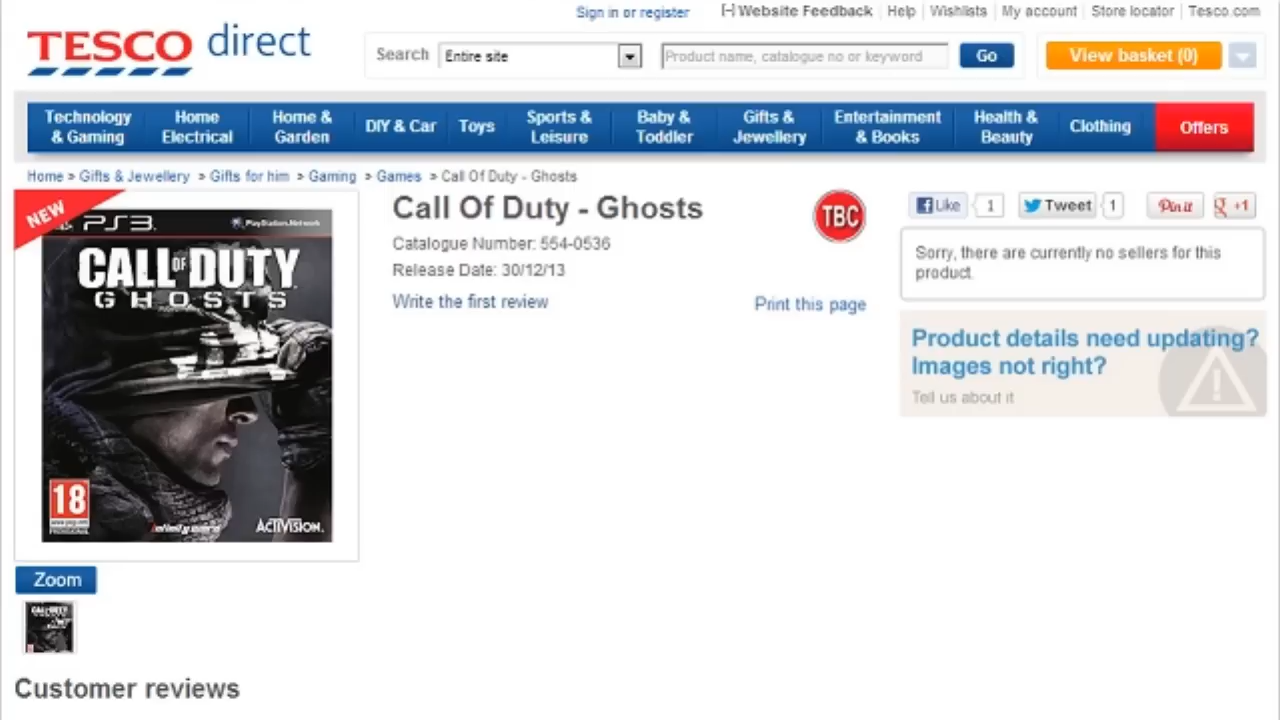 Sign in or register
Website Feedback
Help
Wishlists
My account
Store locator
Tesco.com
TESCO direct
Search
Entire site
Product name, catalogue no or keyword
Go
View basket (0)
Technology & Gaming
Home Electrical
Home & Garden
DIY & Car
Toys
Sports & Leisure
Baby & Toddler
Gifts & Jewellery
Entertainment & Books
Health & Beauty
Clothing
Offers
Home > Gifts & Jewellery > Gifts for him > Gaming > Games > Call Of Duty - Ghosts
NEW
PS3
PlayStation Network
CALL OF DUTY
GHOSTS
18
ACTIVISION
Call Of Duty - Ghosts
TBC
Catalogue Number: 554-0536
Release Date: 30/12/13
Write the first review
Print this page
Like
1
Tweet
1
Pin it
+1
Sorry, there are currently no sellers for this
product.
Product details need updating?
Images not right?
Tell us about it
Zoom
CALL OF DUTY
Customer reviews